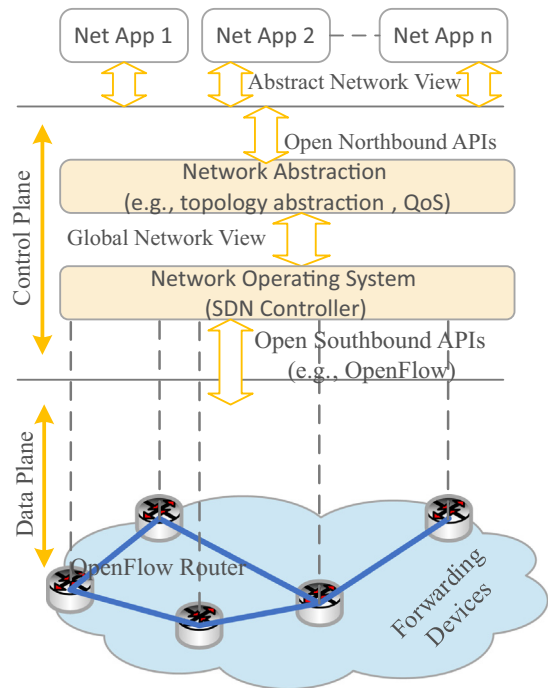 Net App 1
Net App 2
Net App n
Abstract Network View
Open Northbound APIs
Control Plane
Network Abstraction
(e.g., topology abstraction , QoS)
Global Network View
Network Operating System
(SDN Controller)
Open Southbound APIs
(e.g., OpenFlow)
Data Plane
OpenFlow Router
Forwarding
Devices